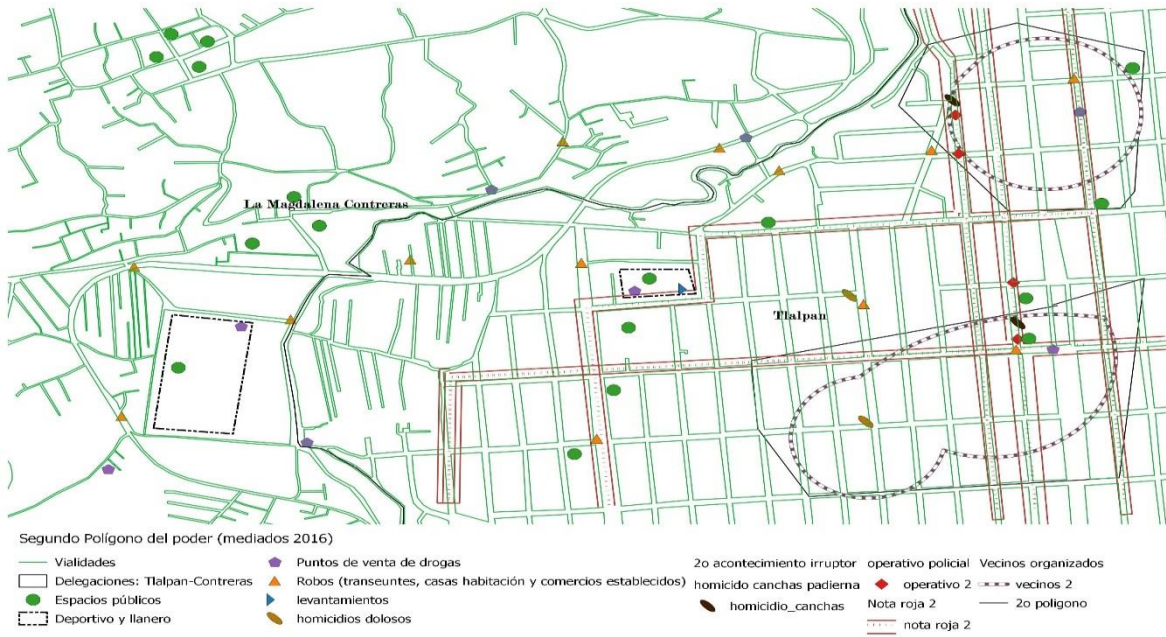 La Magdalena Contreras
Tlalpan
Segundo Polígono del poder (mediados 2016)
Vialidades
Delegaciones: Tlalpan-Contreras
Espacios públicos
Deportivo y llanero
Puntos de venta de drogas
Robos (transeuntes, casas habitación y comercios establecidos)
levantamientos
homicidios dolosos
2o acontecimiento irruptor
homicido canchas padierna
homicidio_canchas
operativo policial
operativo 2
Nota roja 2
nota roja 2
Vecinos organizados
vecinos 2
2o poligono